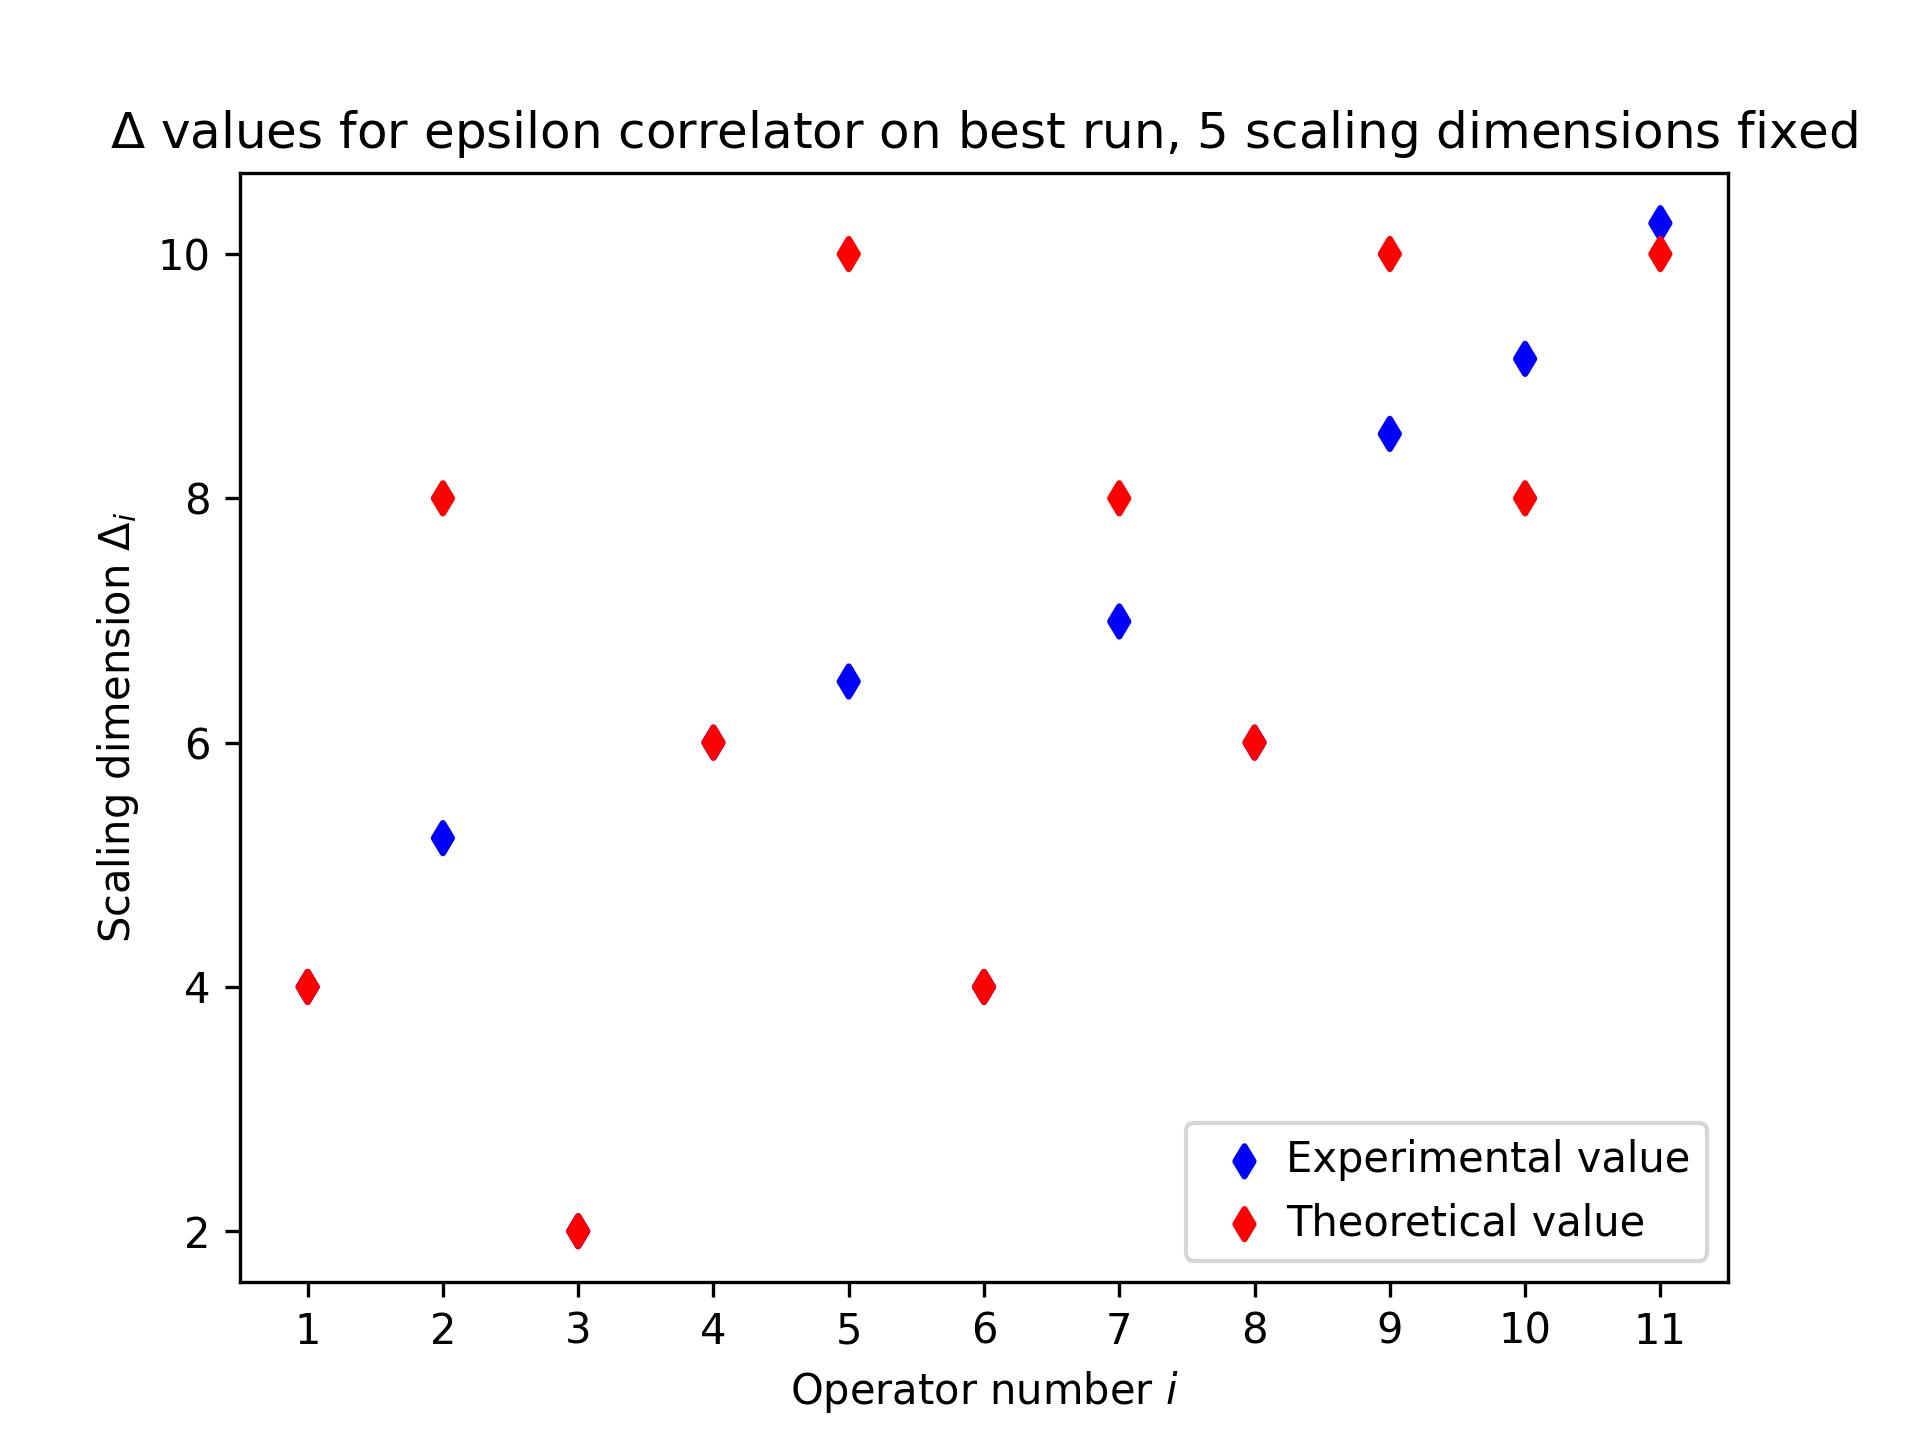 Δ values for epsilon correlator on best run, 5 scaling dimensions fixed
10
8
6
4
2
Scaling dimension Δᵢ
Experimental value
Theoretical value
1 2 3 4 5 6 7 8 9 10 11
Operator number i